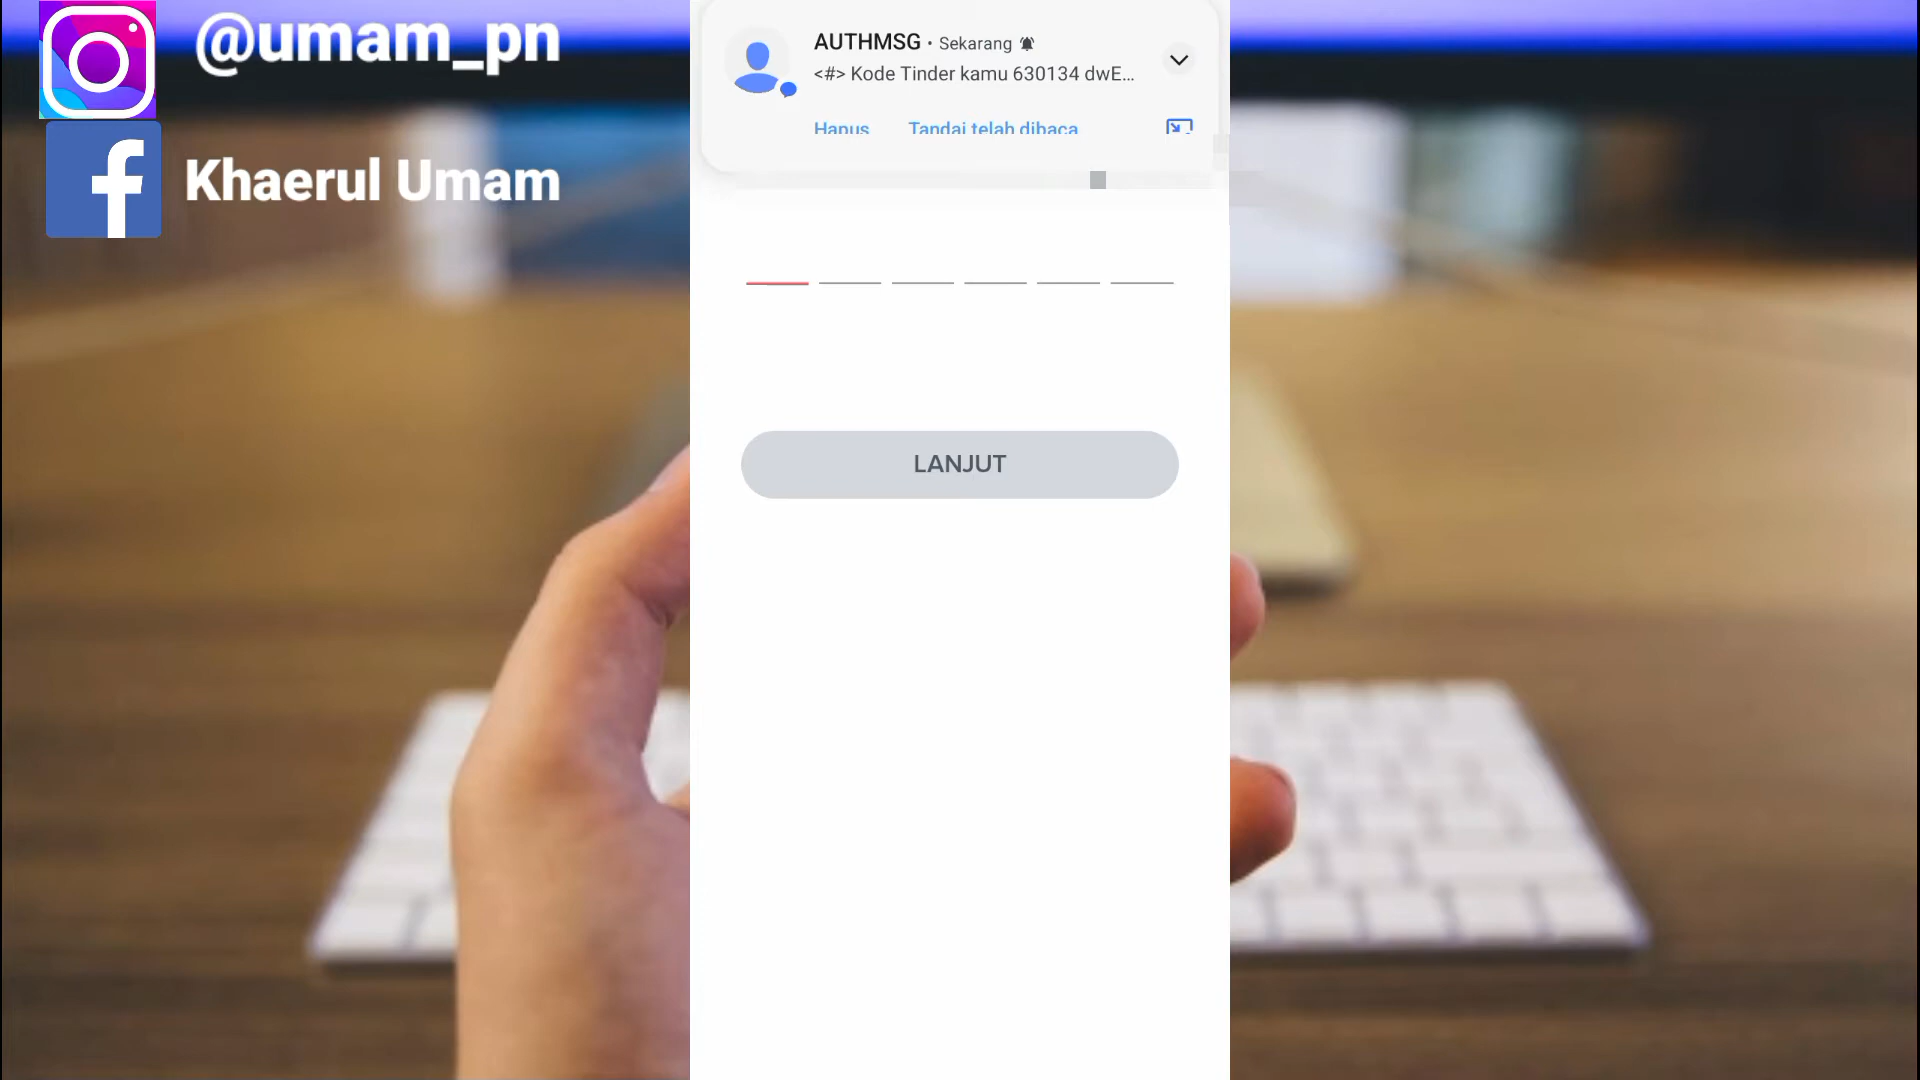 @umam_pn
Khaerul Umam
AUTHMSG • Sekarang
<#> Kode Tinder kamu 630134 dwE...
Hapus Tandai telah dibaca
LANJUT